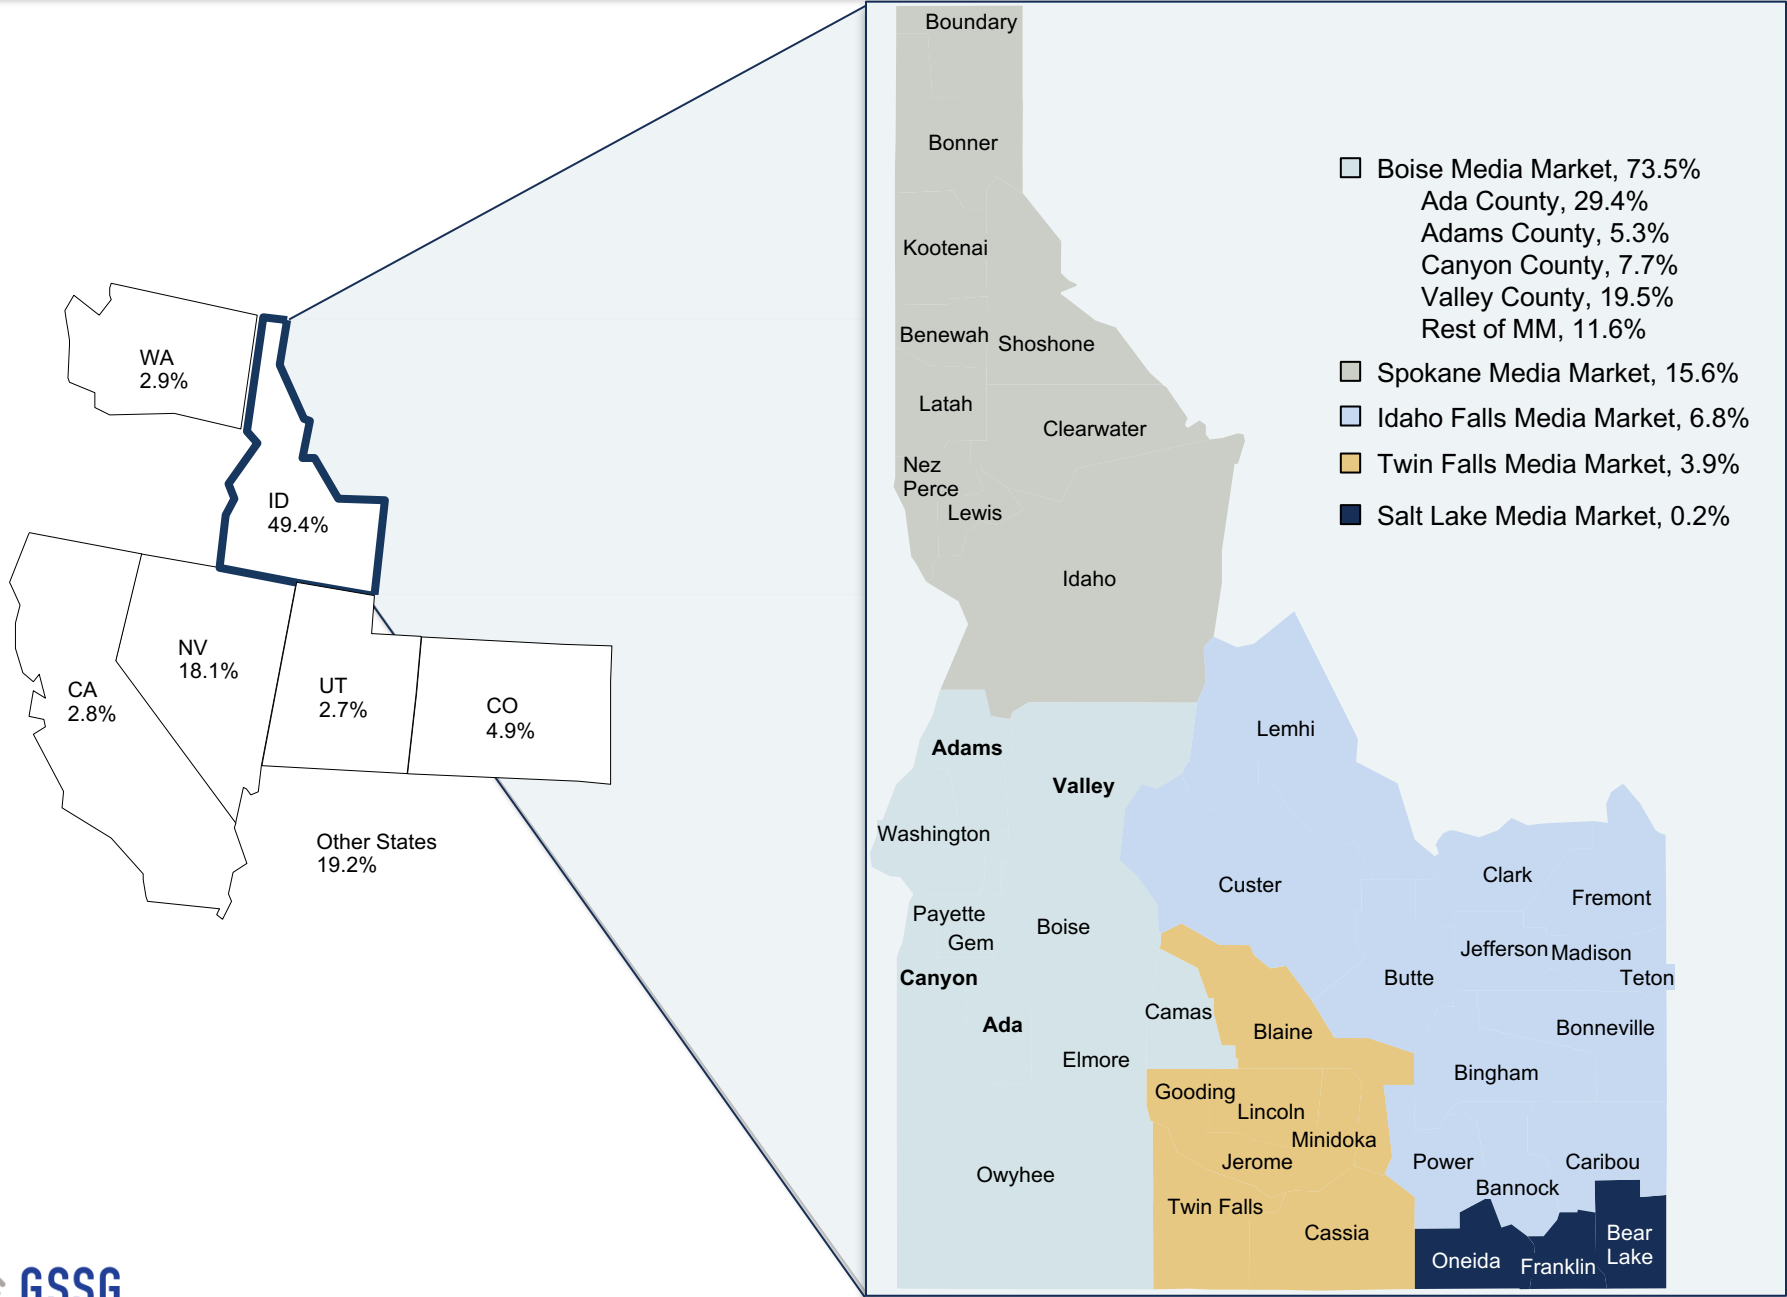 WA
2.9%
ID
49.4%
NV
18.1%
CA
2.8%
UT
2.7%
CO
4.9%
Other States
19.2%
GSSG
Boundary
Bonner
Kootenai
Benewah
Shoshone
Latah
Clearwater
Nez
Perce
Lewis
Idaho
Adams
Valley
Lemhi
Washington
Custer
Clark
Fremont
Payette
Gem
Boise
Jefferson
Madison
Canyon
Butte
Teton
Camas
Ada
Blaine
Bonneville
Elmore
Bingham
Gooding
Lincoln
Minidoka
Jerome
Power
Caribou
Owyhee
Bannock
Twin Falls
Cassia
Bear
Lake
Oneida
Franklin
Boise Media Market, 73.5%
Ada County, 29.4%
Adams County, 5.3%
Canyon County, 7.7%
Valley County, 19.5%
Rest of MM, 11.6%
Spokane Media Market, 15.6%
Idaho Falls Media Market, 6.8%
Twin Falls Media Market, 3.9%
Salt Lake Media Market, 0.2%